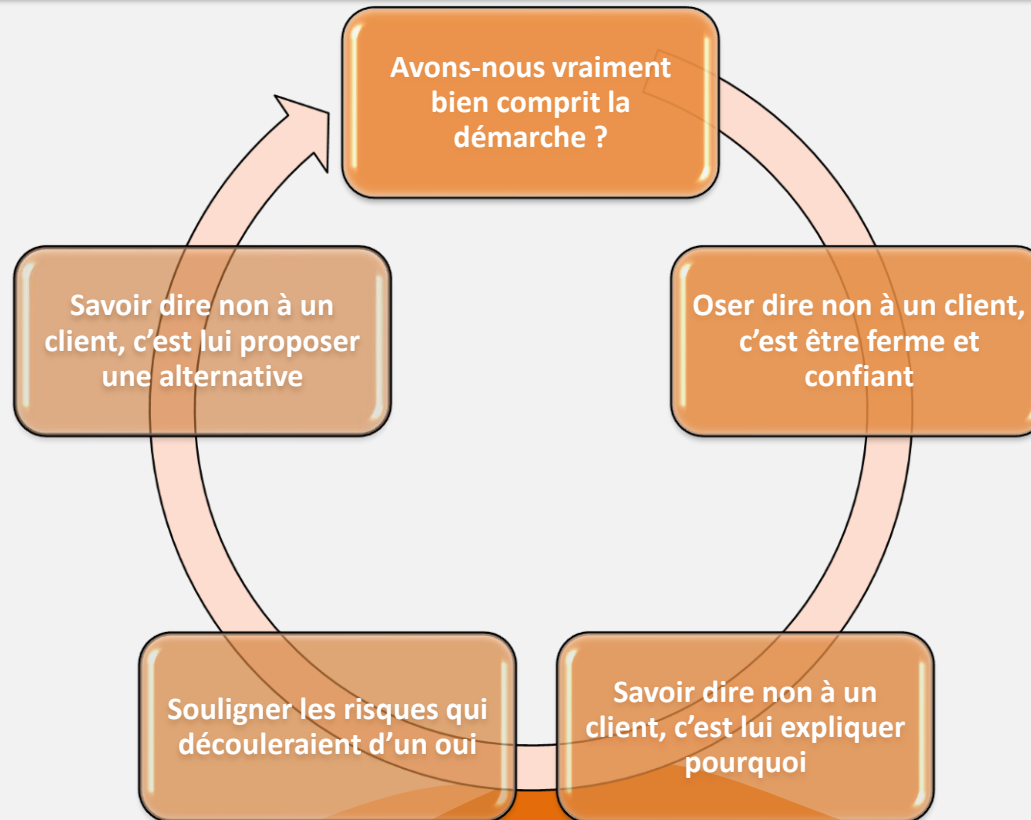 Avons-nous vraiment
bien comprit la
démarche ?
Oser dire non à un client,
c’est être ferme et
confiant
Savoir dire non à un
client, c’est lui expliquer
pourquoi
Souligner les risques qui
découleraient d’un oui
Savoir dire non à un
client, c’est lui proposer
une alternative